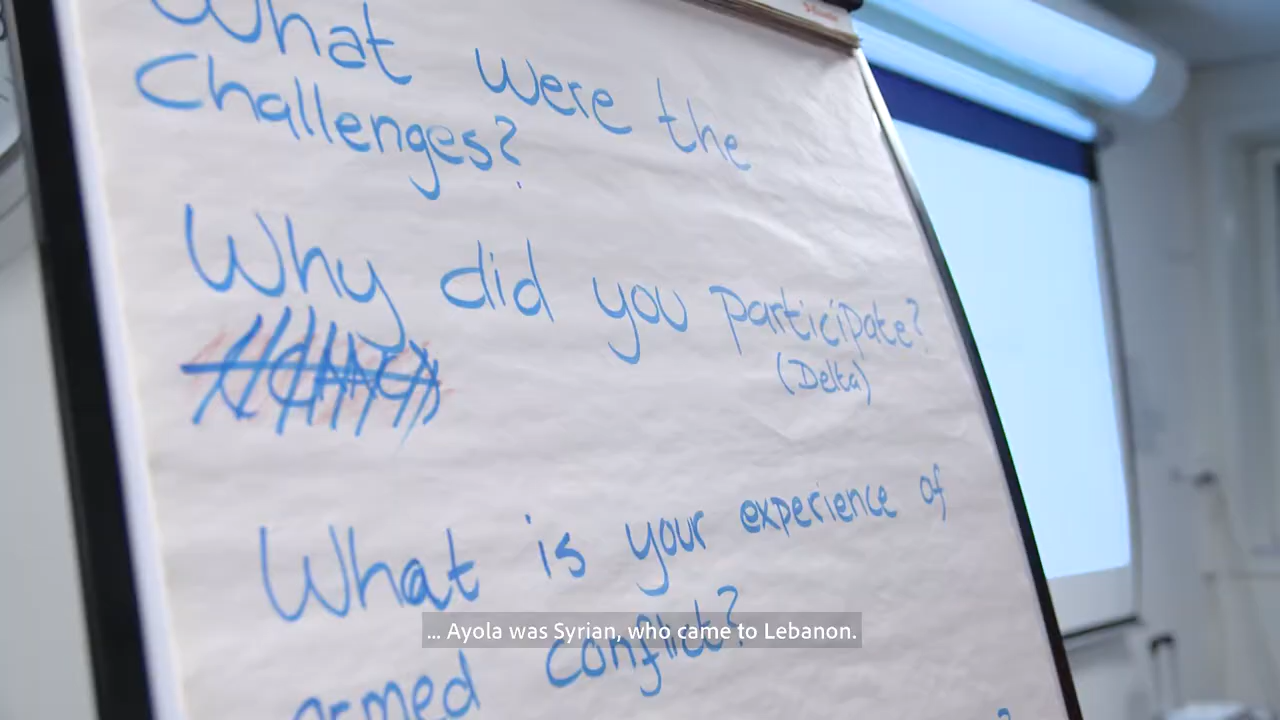 What were the
Challenges?
Why did you participate?
(Delta)
What is your experience of
armed conflict?
... Ayola was Syrian, who came to Lebanon.